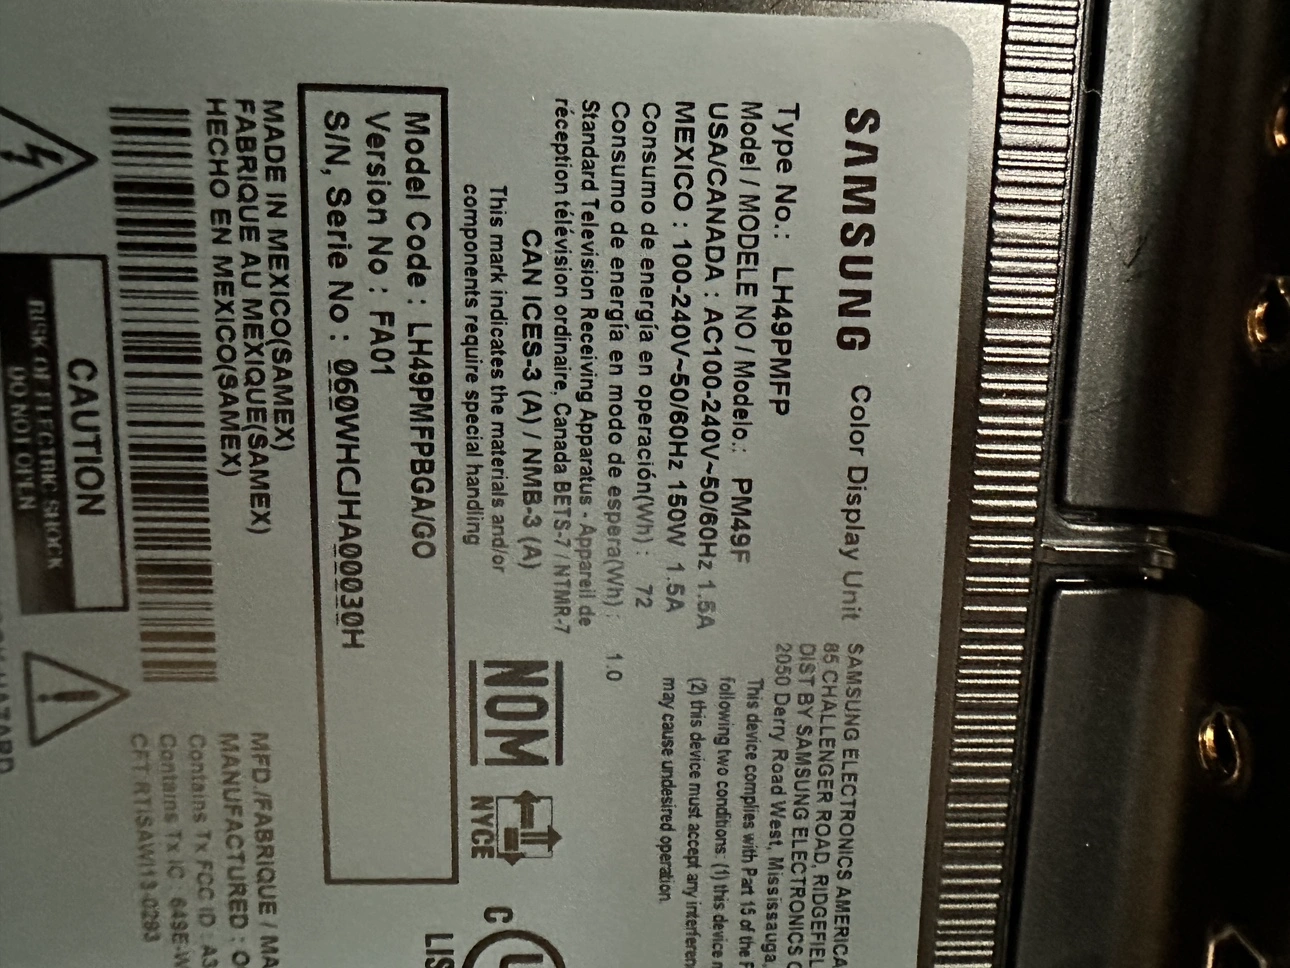 SAMSUNG Color Display Unit
Type No.: LH49PMFP
Model / MODELE NO / Modelo.: PM49F
USA/CANADA : AC100-240V~50/60Hz 1.5A
MEXICO : 100-240V~50/60Hz 150W 1.5A
Consumo de energía en operación(Wh) : 72
Consumo de energía en modo de espera(Wh) : 1.0
Standard Television Receiving Apparatus - Appareil de
réception télévision ordinaire, Canada BETS-7 / NTMR-7
CAN ICES-3 (A) / NMB-3 (A)
This mark indicates the materials and/or
components require special handling
SAMSUNG ELECTRONICS AMERICA
85 CHALLENGER ROAD, RIDGEFIEL
DIST BY SAMSUNG ELECTRONICS C
2050 Derry Road West, Mississauga,
This device complies with Part 15 of the F
following two conditions: (1) this device
(2) this device must accept any
may cause undesired operation.
NOM
NYCE
C
LIS
Model Code : LH49PMFPBGA/GO
Version No : FA01
S/N, Serie No : 060WHCJHA00030H
MADE IN MEXICO(SAMEX)
FABRIQUE AU MEXIQUE(SAMEX)
HECHO EN MEXICO(SAMEX)
MFD./FABRIQUE / MA
MANUFACTURED :
Contains Tx FCC ID : A3
Contains Tx IC : 649E-W
CAUTION
RISK OF ELECTRIC SHOCK
DO NOT OPEN